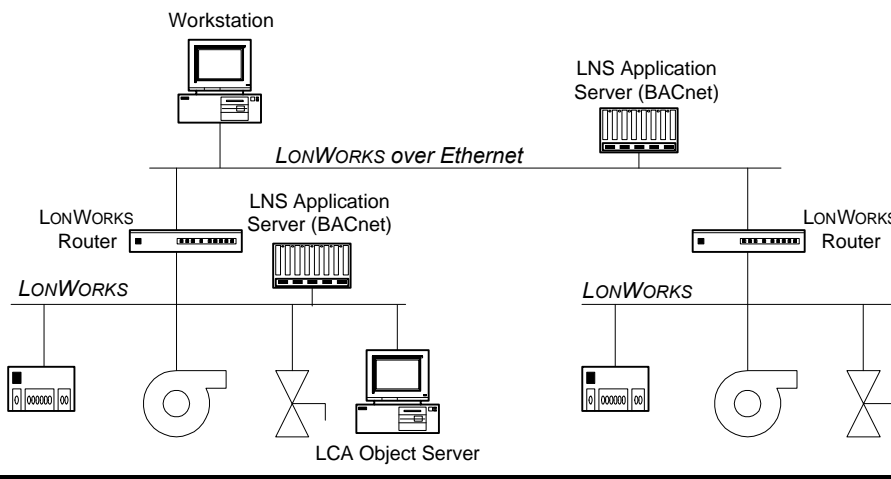 Workstation
LNS Application
Server (BACnet)
LONWORKS over Ethernet
LONWORKS
Router
LNS Application
Server (BACnet)
LONWORKS
Router
LONWORKS
LONWORKS
LCA Object Server